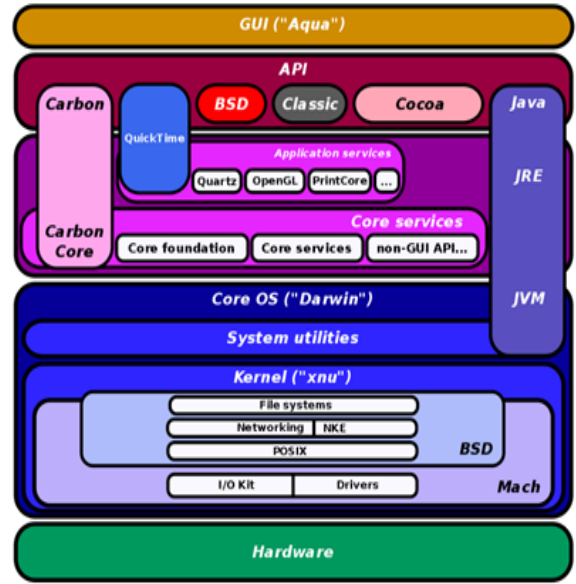 GUI ("Aqua")
API
Carbon
QuickTime
BSD
Classic
Cocoa
Java
Application services
Quartz
OpenGL
PrintCore
...
JRE
Core services
Carbon
Core
Core foundation
Core services
non-GUI API...
Core OS ("Darwin")
JVM
System utilities
Kernel ("xnu")
File systems
Networking
NKE
POSIX
BSD
I/O Kit
Drivers
Mach
Hardware